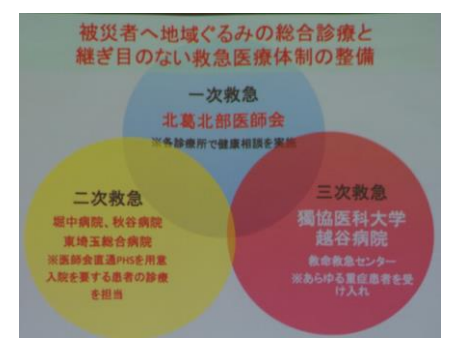 被災者へ地域ぐるみの総合診療と
継ぎ目のない救急医療体制の整備
一次救急
北葛北部医師会
※各診療所で健康相談を実施
二次救急
堀中病院、秋谷病院
東埼玉総合病院
※医師会直通PHSを用意
入院を要する患者の診療
を担当
三次救急
獨協医科大学
越谷病院
救命救急センター
※あらゆる重症患者を受
け入れ